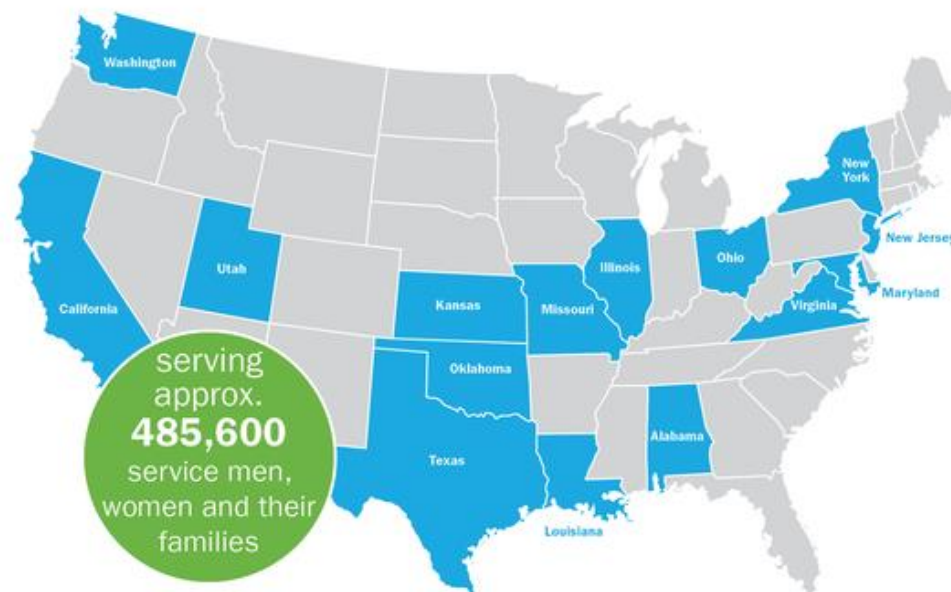 Washington
New
York
New Jersey
Ohio
Illinois
Utah
Maryland
Kansas
Missouri
Virginia
California
Oklahoma
Alabama
Texas
Louisiana
serving
approx.
485,600
service men,
women and their
families